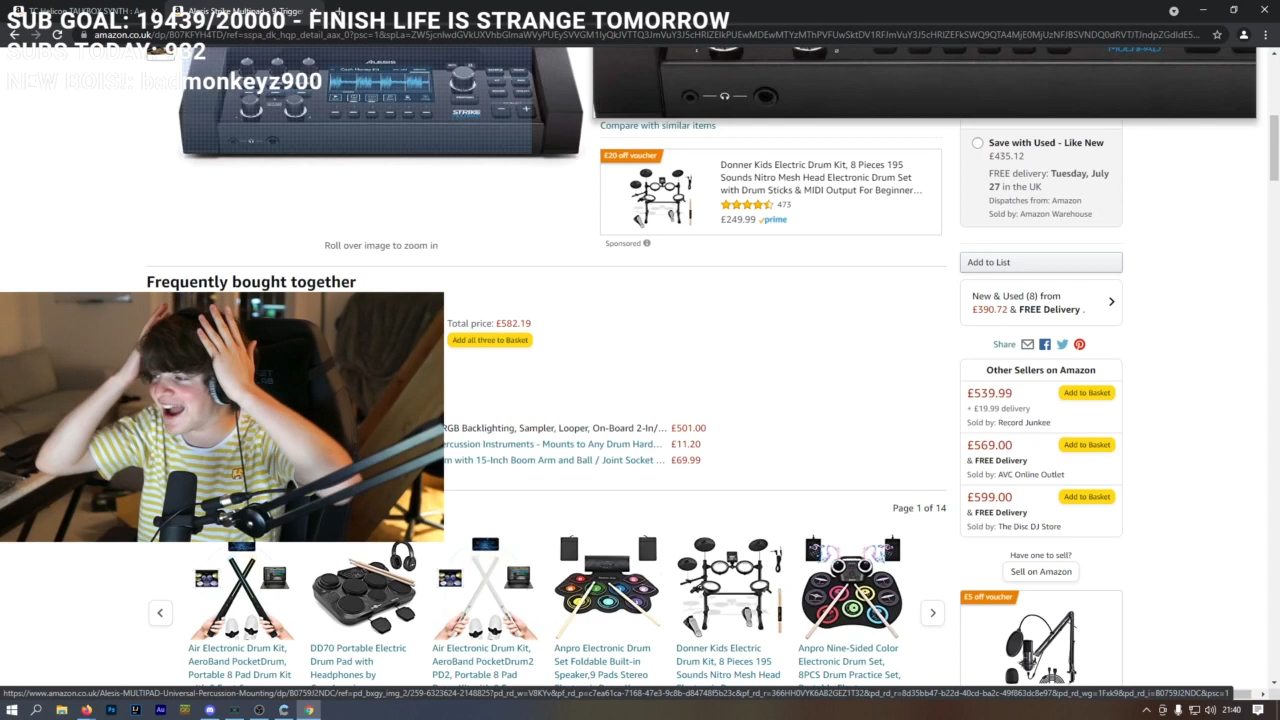 TC Helicon TALKBOX SYNTH : A...
Alesis Strike Multipad - 9-Trigger
SUB GOAL: 19439/20000 - FINISH LIFE IS STRANGE TOMORROW
SUBS TODAY: 932
NEW BOIS: badmonkeyz900
ALESIS
STRIKE
Compare with similar items
£20 off voucher
Donner Kids Electric Drum Kit, 8 Pieces 195
Sounds Nitro Mesh Head Electronic Drum Set
with Drum Sticks & MIDI Output For Beginner...
473
£249.99 prime
Sponsored
Save with Used - Like New
£435.12
FREE delivery: Tuesday, July
27 in the UK
Dispatches from: Amazon
Sold by: Amazon Warehouse
Add to List
New & Used (8) from
£390.72 & FREE Delivery .
Share
Roll over image to zoom in
Frequently bought together
Total price: £582.19
Add all three to Basket
RGB Backlighting, Sampler, Looper, On-Board 2-In/... £501.00
ercussion Instruments - Mounts to Any Drum Hard... £11.20
m with 15-Inch Boom Arm and Ball / Joint Socket ... £69.99
Other Sellers on Amazon
£539.99 Add to Basket
+ £19.99 delivery
Sold by: Record Junkee
£569.00 Add to Basket
& FREE Delivery
Sold by: AVC Online Outlet
£599.00 Add to Basket
& FREE Delivery
Sold by: The Disc DJ Store
Have one to sell?
Sell on Amazon
£5 off voucher
Page 1 of 14
Air Electronic Drum Kit,
AeroBand PocketDrum,
Portable 8 Pad Drum Kit
DD70 Portable Electric
Drum Pad with
Headphones by
Air Electronic Drum Kit,
AeroBand PocketDrum2
PD2, Portable 8 Pad
Anpro Electronic Drum
Set Foldable Built-in
Speaker,9 Pads Stereo
Donner Kids Electric
Drum Kit, 8 Pieces 195
Sounds Nitro Mesh Head
Anpro Nine-Sided Color
Electronic Drum Set,
8PCS Drum Practice Set,
21:40